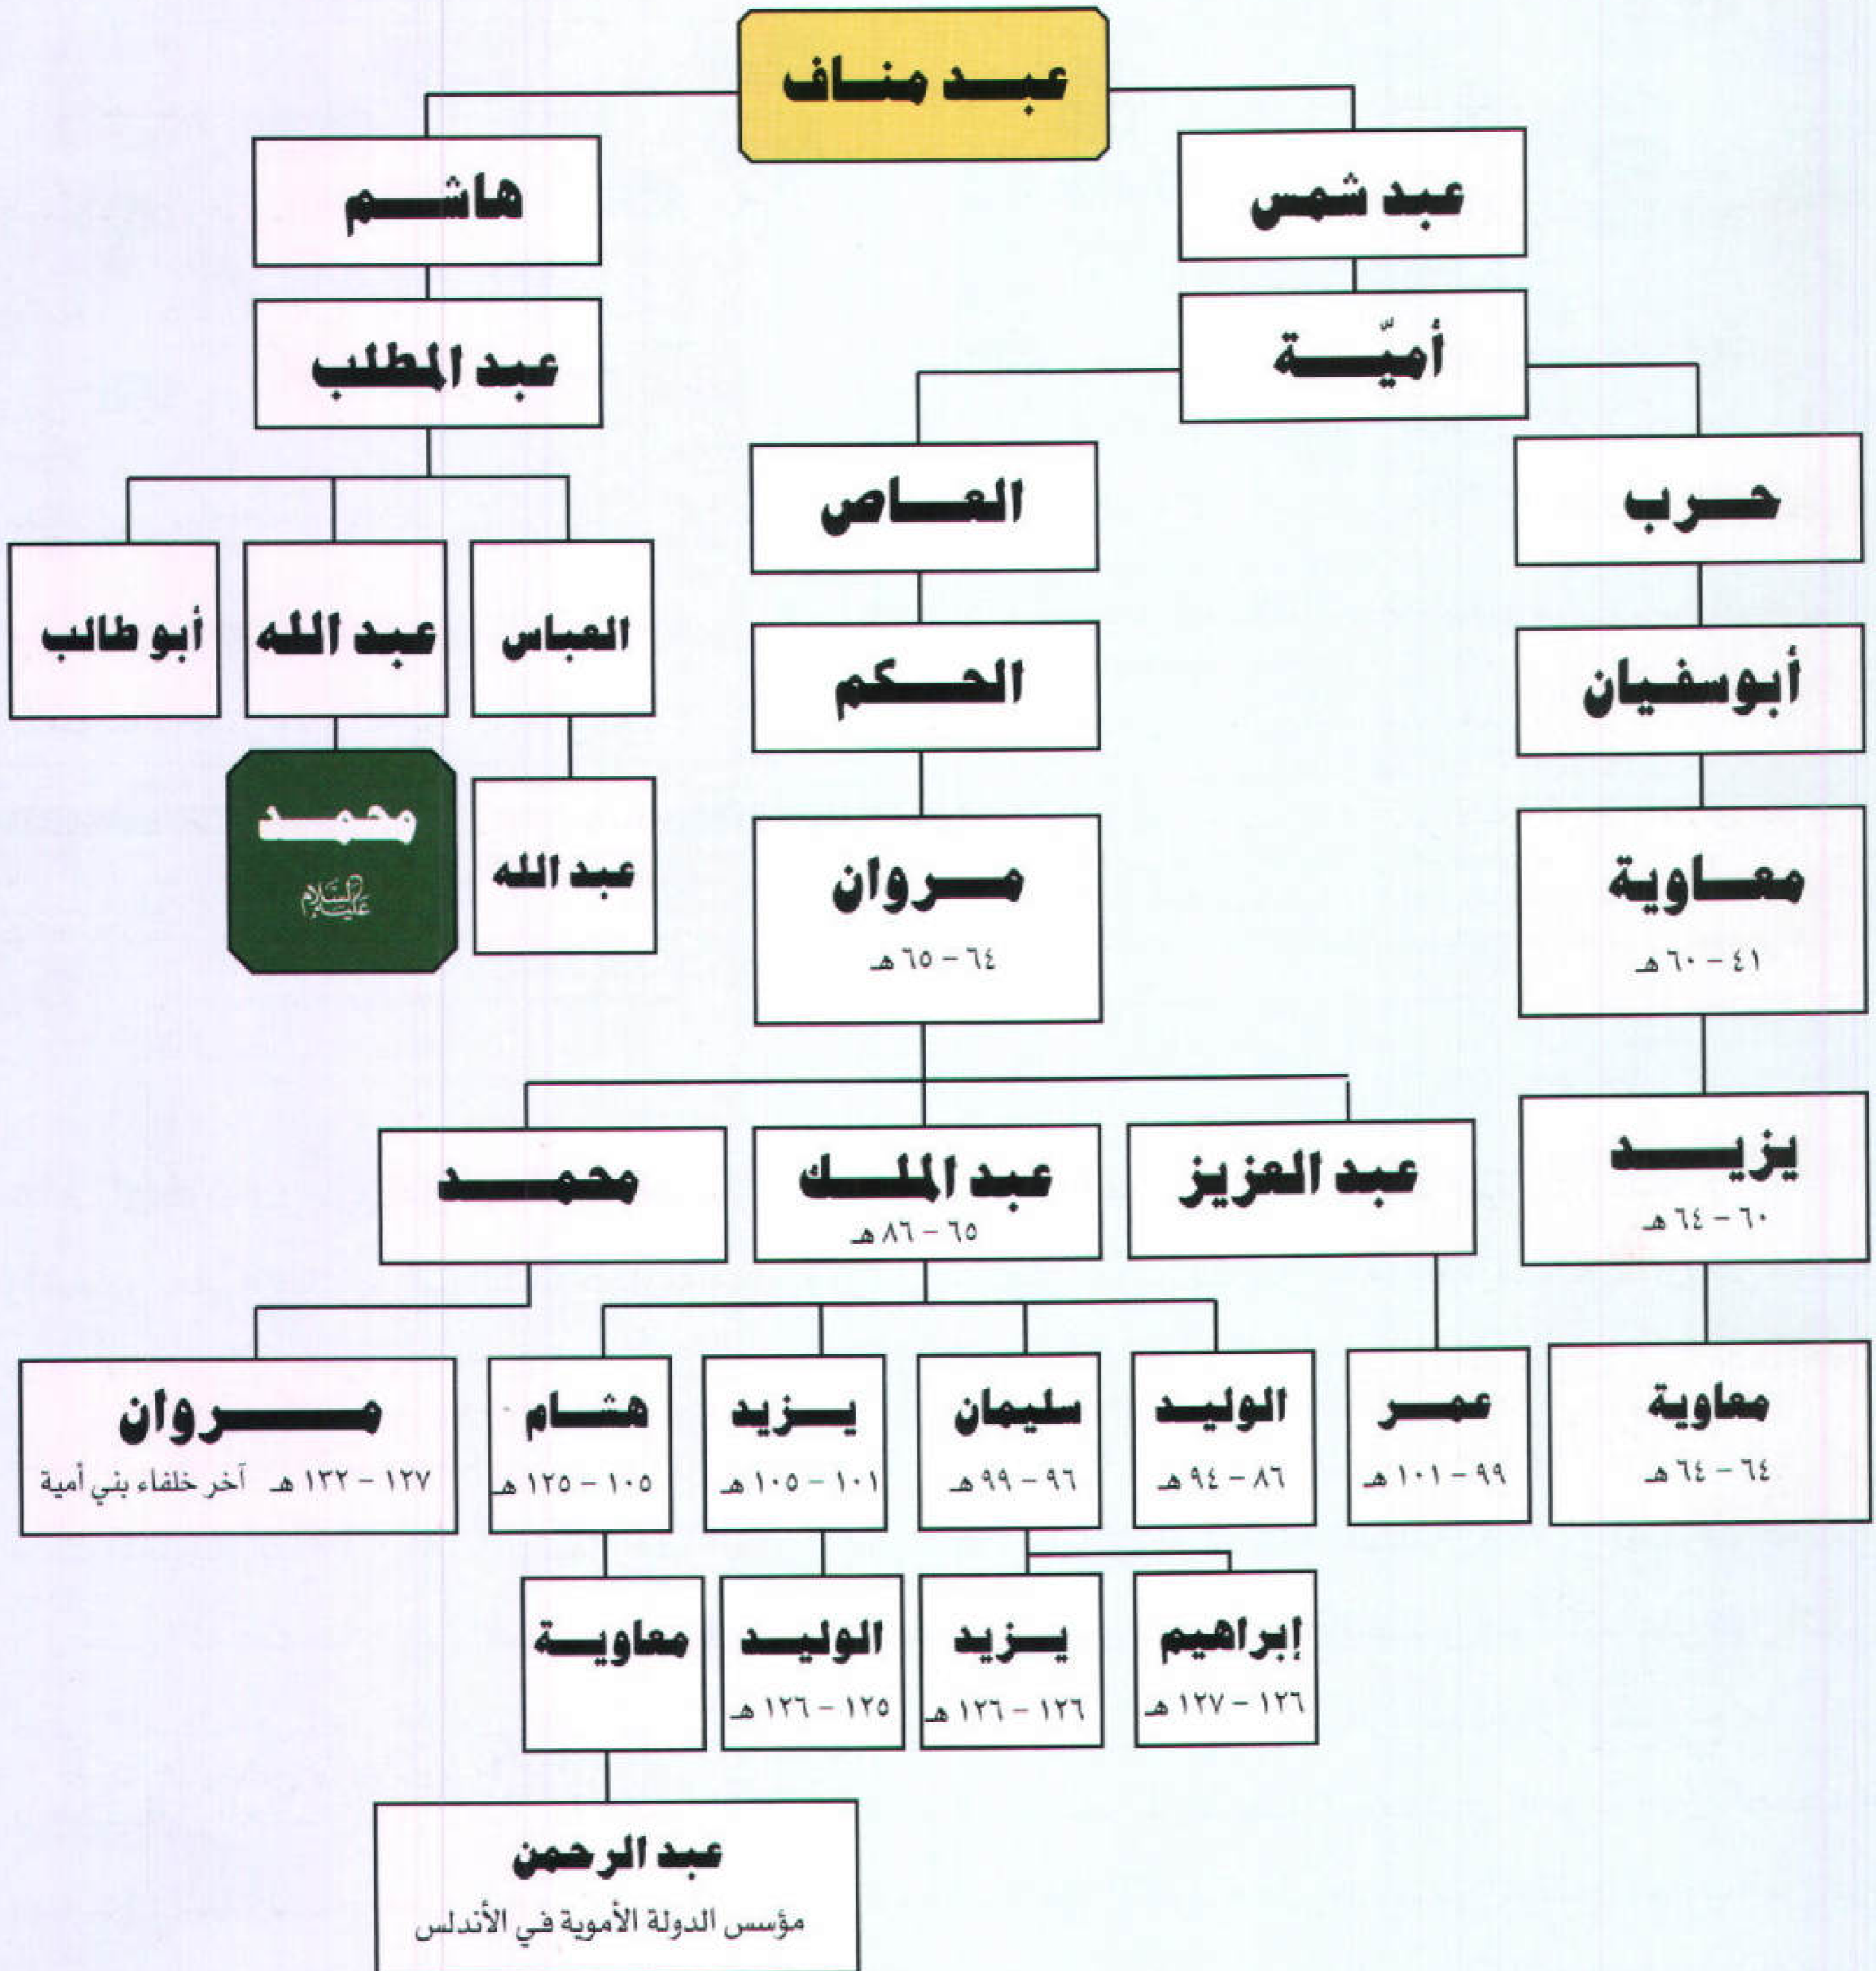 عبد مناف
عبد شمس
هاشم
أميّة
عبد المطلب
حرب
العاص
العباس
عبد الله
أبو طالب
أبو سفيان
الحكم
معاوية
٤١ – ٦٠ هـ
مروان
٦٤ – ٦٥ هـ
عبد الله
محمد
عليه السلام
يزيد
٦٠ – ٦٤ هـ
عبد العزيز
عبد الملك
٦٥ – ٨٦ هـ
محمد
معاوية
٦٤ – ٦٤ هـ
عمر
٩٩ – ١٠١ هـ
الوليد
٨٦ – ٩٤ هـ
سليمان
٩٦ – ٩٩ هـ
يزيد
١٠١ – ١٠٥ هـ
هشام
١٠٥ – ١٢٥ هـ
مروان
١٢٧ – ١٣٢ هـ آخر خلفاء بني أمية
إبراهيم
١٢٦ – ١٢٧ هـ
يزيد
١٢٦ – ١٢٦ هـ
الوليد
١٢٥ – ١٢٦ هـ
معاوية
عبد الرحمن
مؤسس الدولة الأموية في الأندلس